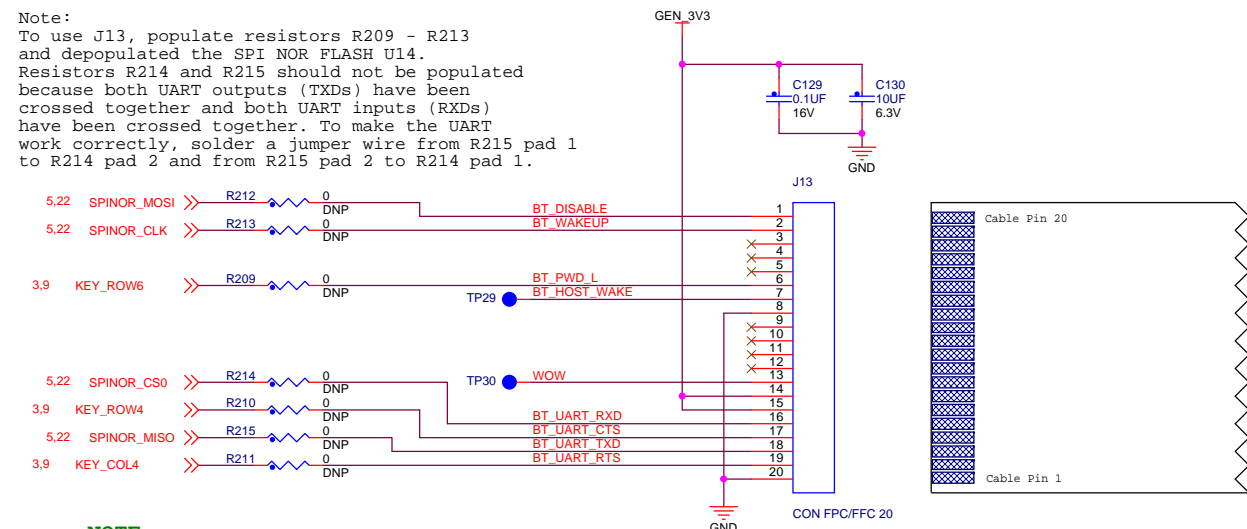 Note:
To use J13, populate resistors R209 - R213
and depopulated the SPI NOR FLASH U14.
Resistors R214 and R215 should not be populated
because both UART outputs (TXDs) have been
crossed together and both UART inputs (RXDs)
have been crossed together. To make the UART
work correctly, solder a jumper wire from R215 pad 1
to R214 pad 2 and from R215 pad 2 to R214 pad 1.
GEN_3V3
C129
0.1UF
16V
C130
10UF
6.3V
GND
J13
5,22 SPINOR_MOSI R212 0
DNP
BT_DISABLE 1
5,22 SPINOR_CLK R213 0
DNP
BT_WAKEUP 2
3
4
5
3,9 KEY_ROW6 R209 0
DNP
BT_PWD_L 6
TP29 BT_HOST_WAKE 7
8
9
10
11
12
5,22 SPINOR_CS0 R214 0
DNP
TP30 WOW 13
14
15
3,9 KEY_ROW4 R210 0
DNP
BT_UART_RXD 16
BT_UART_CTS 17
5,22 SPINOR_MISO R215 0
DNP
BT_UART_TXD 18
3,9 KEY_COL4 R211 0
DNP
BT_UART_RTS 19
20
GND
CON FPC/FFC 20
Cable Pin 20
Cable Pin 1
NOTE